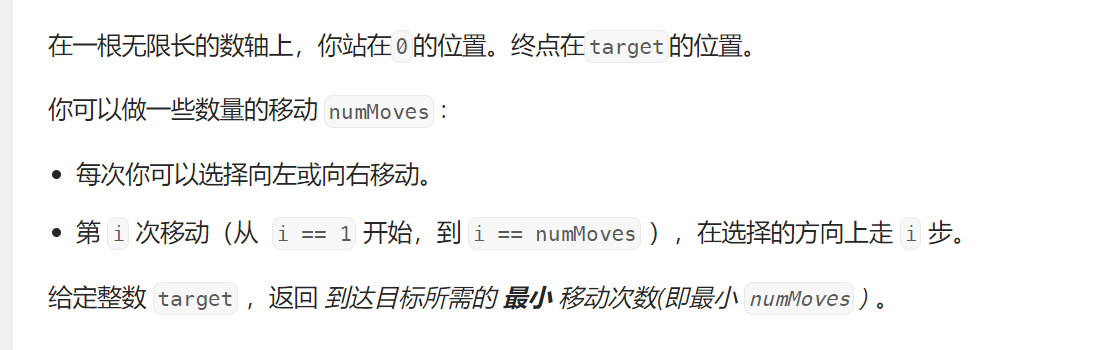 在一根无限长的数轴上，你站在0的位置。终点在target的位置。
你可以做一些数量的移动 numMoves :
• 每次你可以选择向左或向右移动。
• 第 i 次移动（从  i == 1 开始，到 i == numMoves ），在选择的方向上走 i 步。
给定整数 target ，返回 到达目标所需的 最小 移动次数(即最小 numMoves ) 。